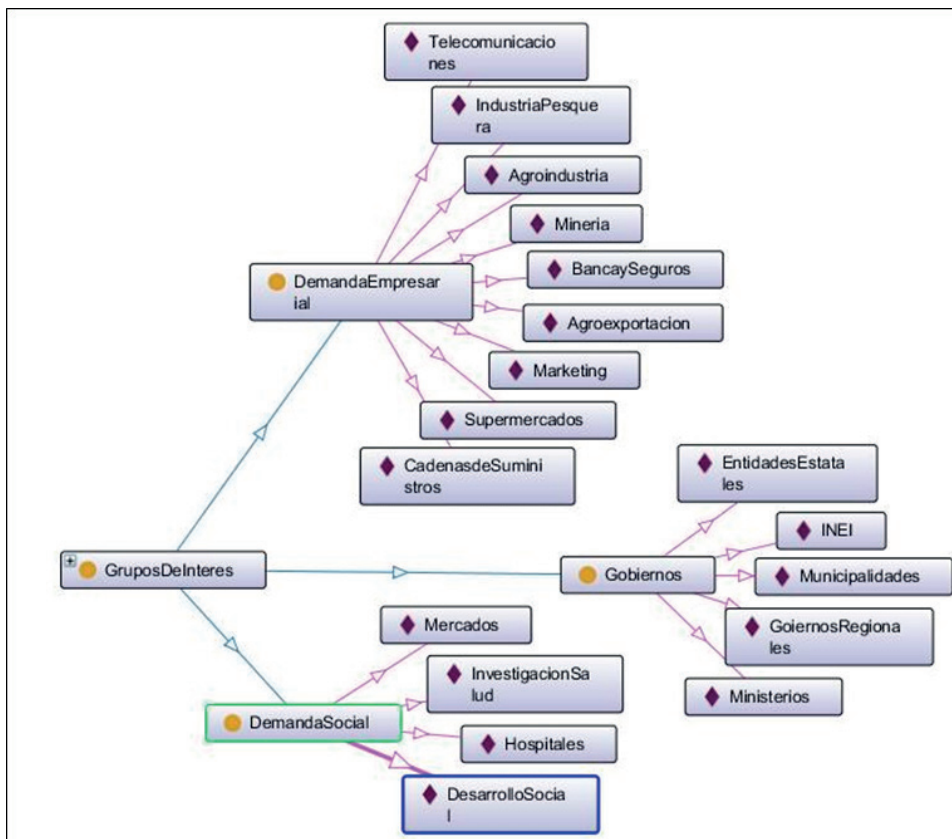 Telecomunicacio
nes
IndustriaPesque
ra
Agroindustria
Mineria
BancaySeguros
DemandaEmpresar
ial
Agroexportacion
Marketing
Supermercados
CadenasdeSumini
stros
EntidadesEstata
les
INEI
GruposDeInteres
Gobiernos
Municipalidades
GoiernosRegiona
les
Ministerios
Mercados
InvestigacionSa
lud
DemandaSocial
Hospitales
DesarrolloSocia
l